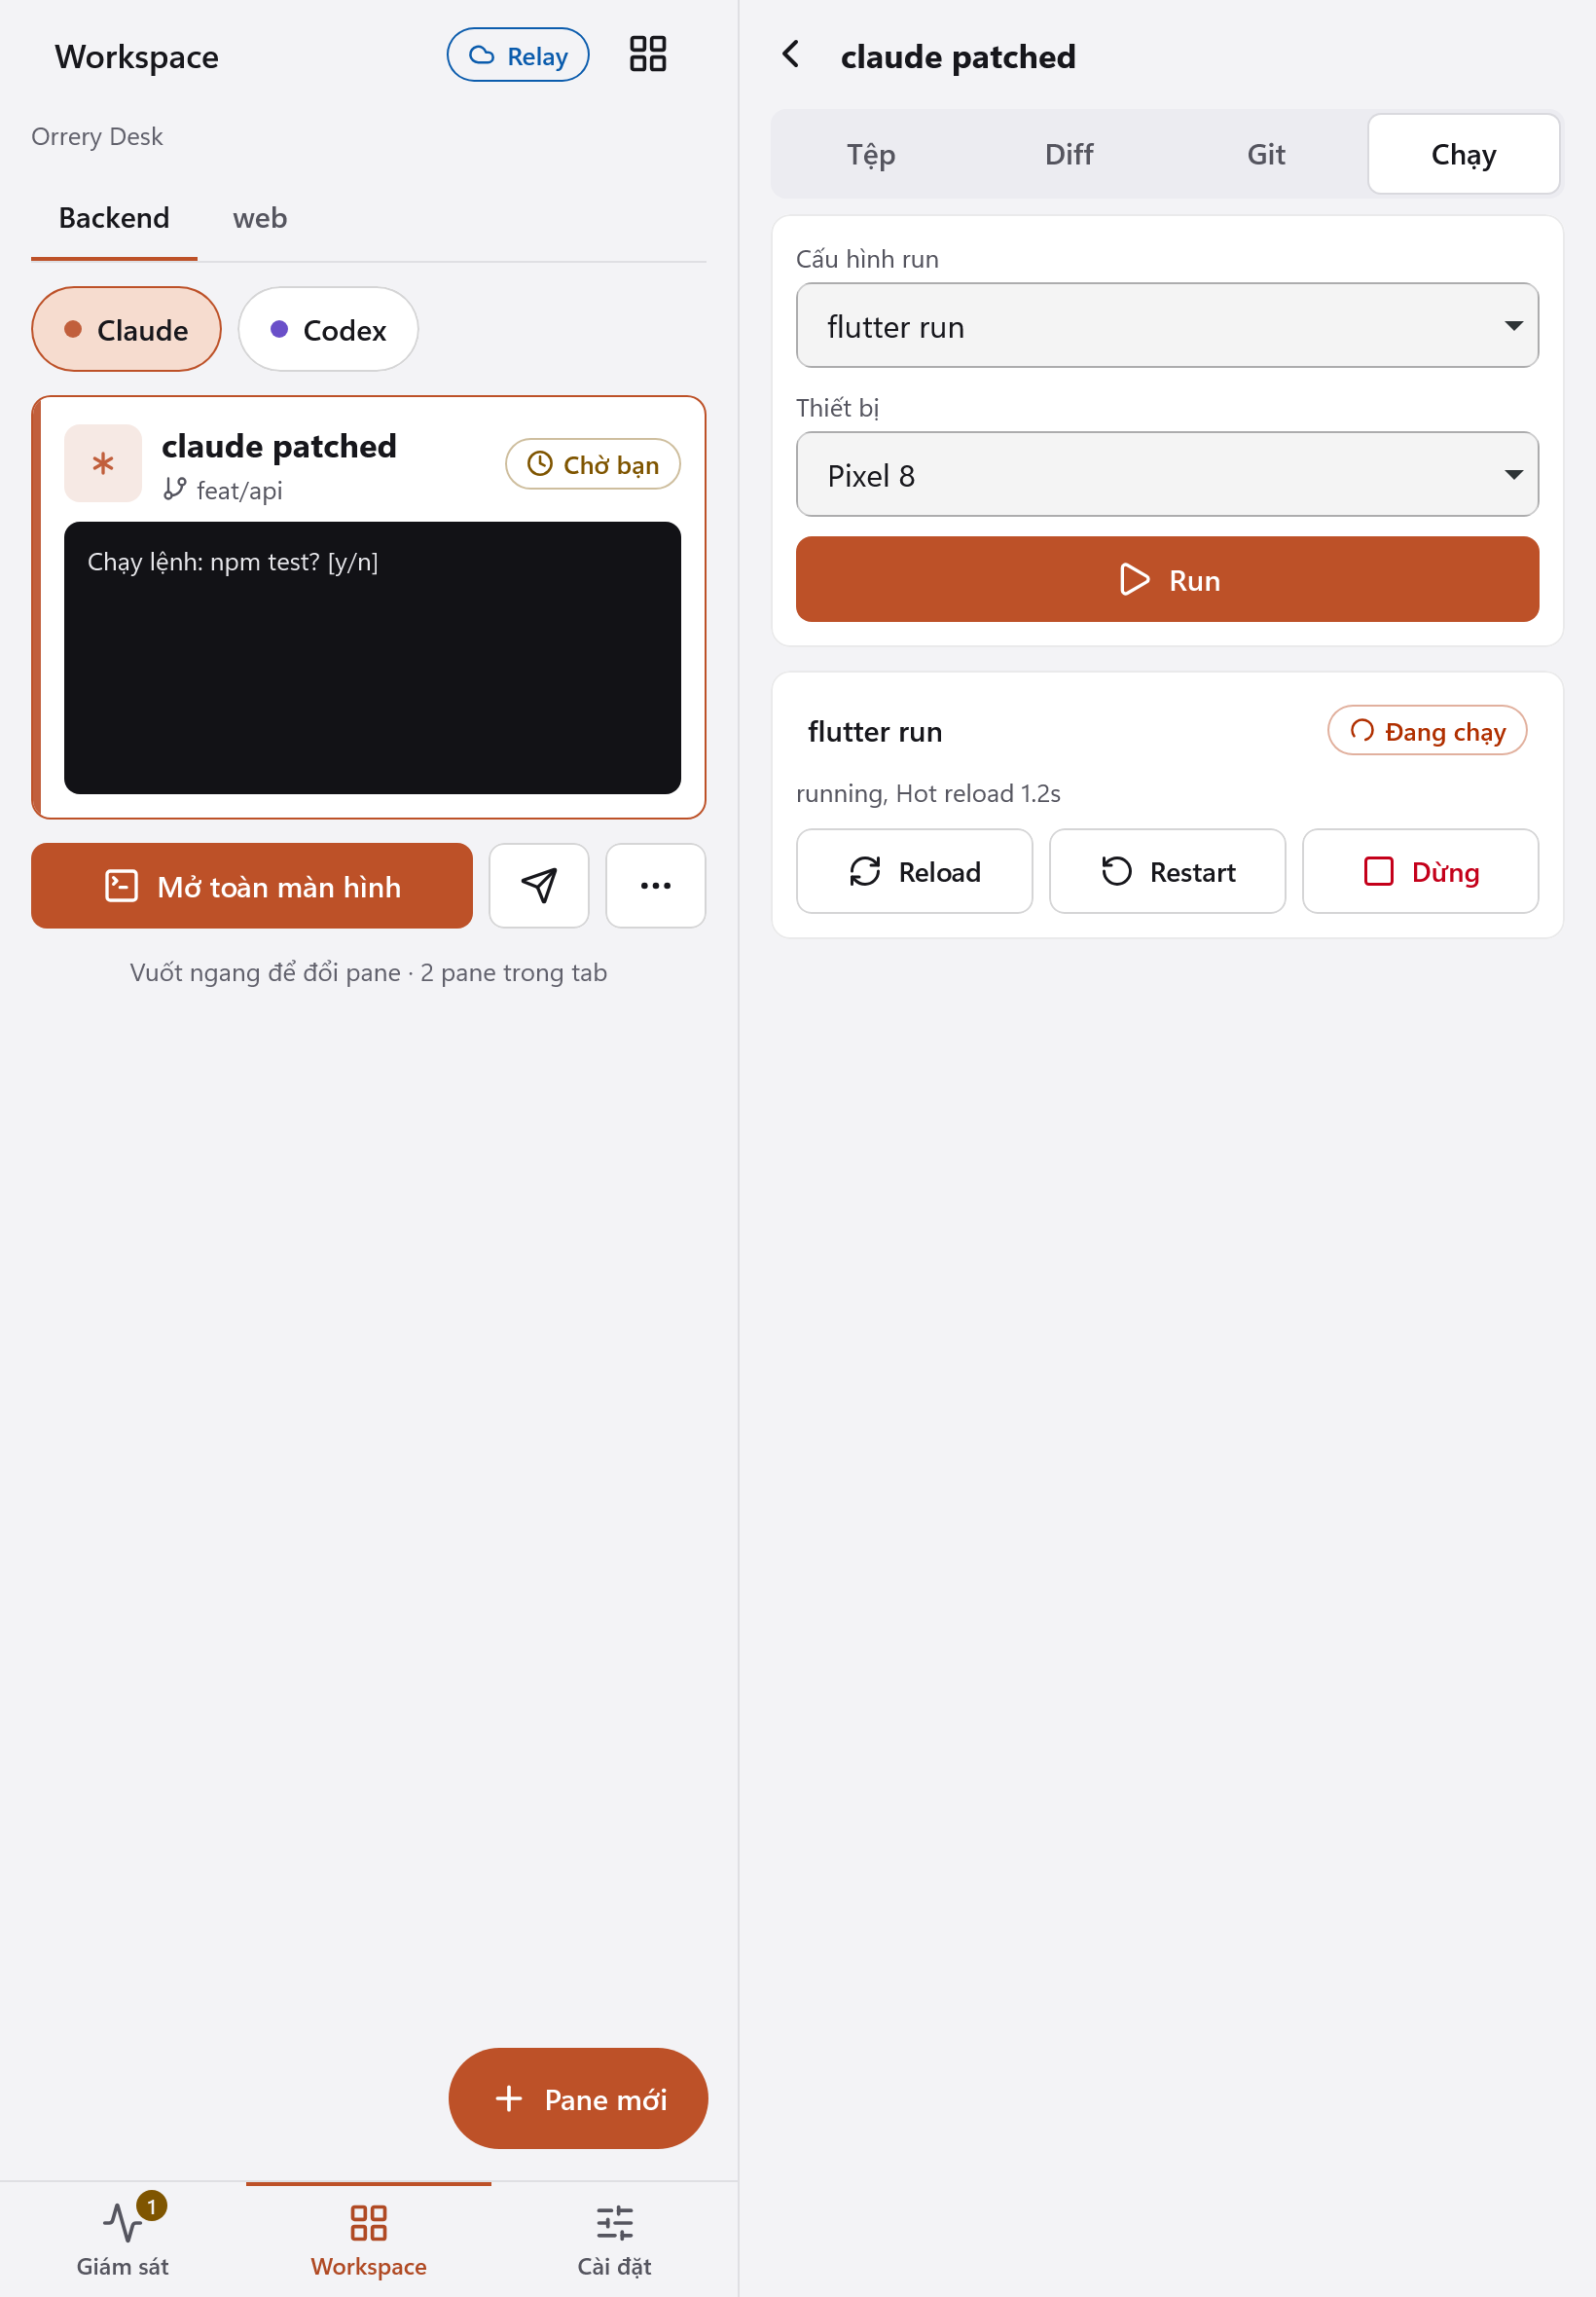 Workspace
Relay
Orrery Desk
Backend
web
Claude
Codex
claude patched
feat/api
Chờ bạn
Chạy lệnh: npm test? [y/n]
Mở toàn màn hình
Vuốt ngang để đổi pane · 2 pane trong tab
Pane mới
1
Giám sát
Workspace
Cài đặt
claude patched
Tệp
Diff
Git
Chạy
Cấu hình run
flutter run
Thiết bị
Pixel 8
Run
flutter run
Đang chạy
running, Hot reload 1.2s
Reload
Restart
Dừng